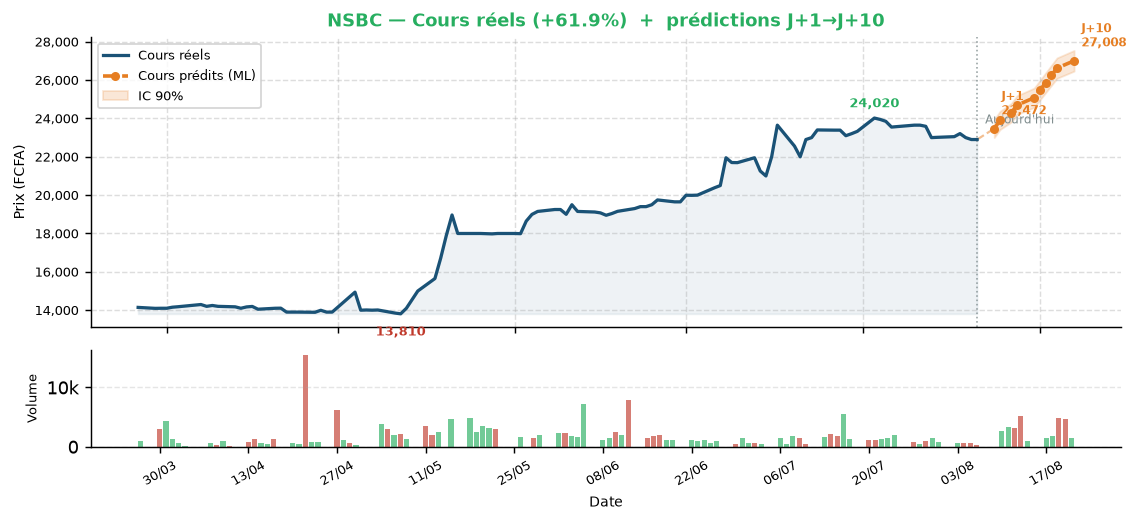 NSBC — Cours réels (+61.9%)  +  prédictions J+1→J+10
Prix (FCFA)
28,000
26,000
24,000
22,000
20,000
18,000
16,000
14,000
Cours réels
Cours prédits (ML)
IC 90%
13,810
24,020
J+1
Aujourd'hui
J+10
27,008
Volume
10k
0
30/03
13/04
27/04
11/05
25/05
08/06
22/06
06/07
20/07
03/08
17/08
Date